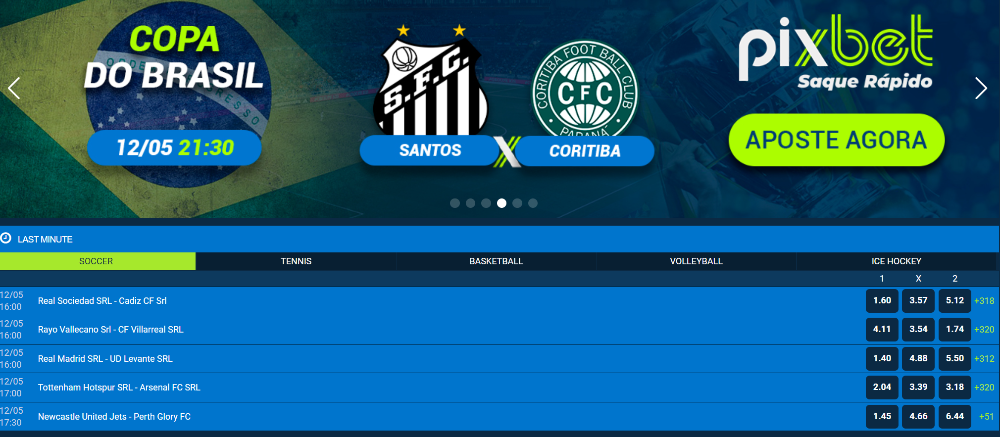 COPA
DO BRASIL
ORDEM E PROGRESSO
12/05 21:30
S.F.C.
SANTOS
X
CORITIBA FOOT BALL CLUB
CFC
PARANÁ
CORITIBA
pixbet
Saque Rápido
APOSTE AGORA
LAST MINUTE
SOCCER TENNIS BASKETBALL VOLLEYBALL ICE HOCKEY
1 X 2
12/05
16:00
Real Sociedad SRL - Cadiz CF Srl 1.60 3.57 5.12 +318
12/05
16:00
Rayo Vallecano Srl - CF Villarreal SRL 4.11 3.54 1.74 +320
12/05
16:00
Real Madrid SRL - UD Levante SRL 1.40 4.88 5.50 +312
12/05
17:00
Tottenham Hotspur SRL - Arsenal FC SRL 2.04 3.39 3.18 +320
12/05
17:30
Newcastle United Jets - Perth Glory FC 1.45 4.66 6.44 +51